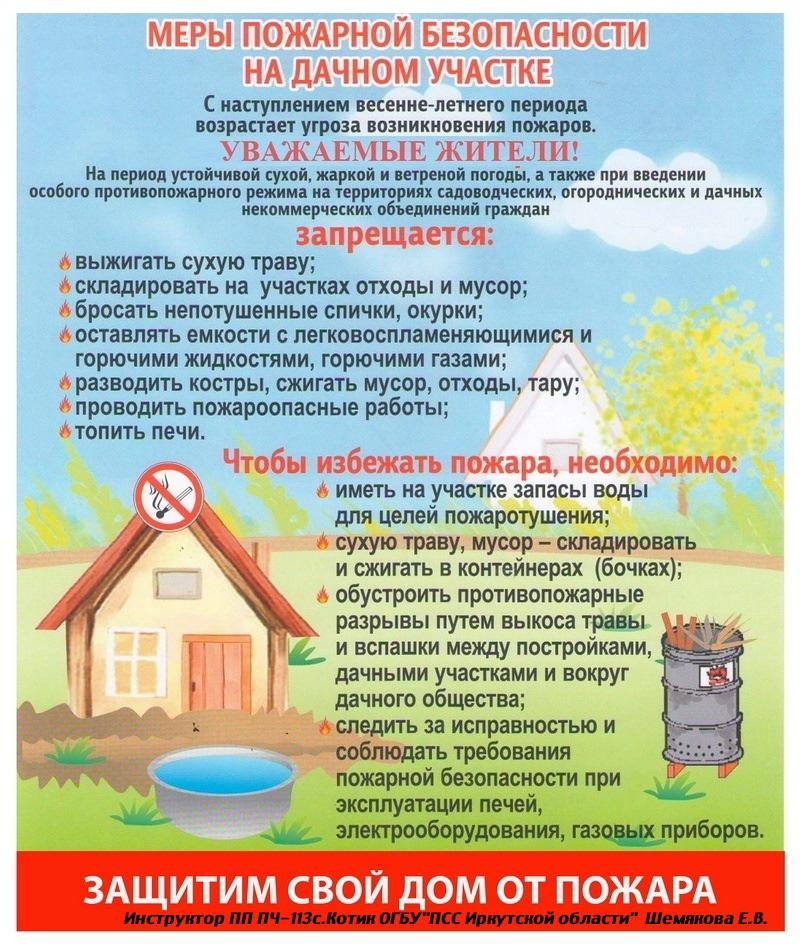 МЕРЫ ПОЖАРНОЙ БЕЗОПАСНОСТИ
НА ДАЧНОМ УЧАСТКЕ
С наступлением весенне-летнего периода
возрастает угроза возникновения пожаров.
УВАЖАЕМЫЕ ЖИТЕЛИ!
На период устойчивой сухой, жаркой и ветреной погоды, а также при введении
особого противопожарного режима на территориях садоводческих, огороднических и дачных
некоммерческих объединений граждан
запрещается:
выжигать сухую траву;
складировать на участках отходы и мусор;
бросать непотушенные спички, окурки;
оставлять емкости с легковоспламеняющимися и
горючими жидкостями, горючими газами;
разводить костры, сжигать мусор, отходы, тару;
проводить пожароопасные работы;
топить печи.
Чтобы избежать пожара, необходимо:
иметь на участке запасы воды
для целей пожаротушения;
сухую траву, мусор – складировать
и сжигать в контейнерах (бочках);
обустроить противопожарные
разрывы путем выкоса травы
и вспашки между постройками,
дачными участками и вокруг
дачного общества;
следить за исправностью и
соблюдать требования
пожарной безопасности при
эксплуатации печей,
электрооборудования, газовых приборов.
ЗАЩИТИМ СВОЙ ДОМ ОТ ПОЖАРА
Инструктор ПП ПЧ-113с.Котик ОГБУ"ПСС Иркутской области" Шемякова Е.В.